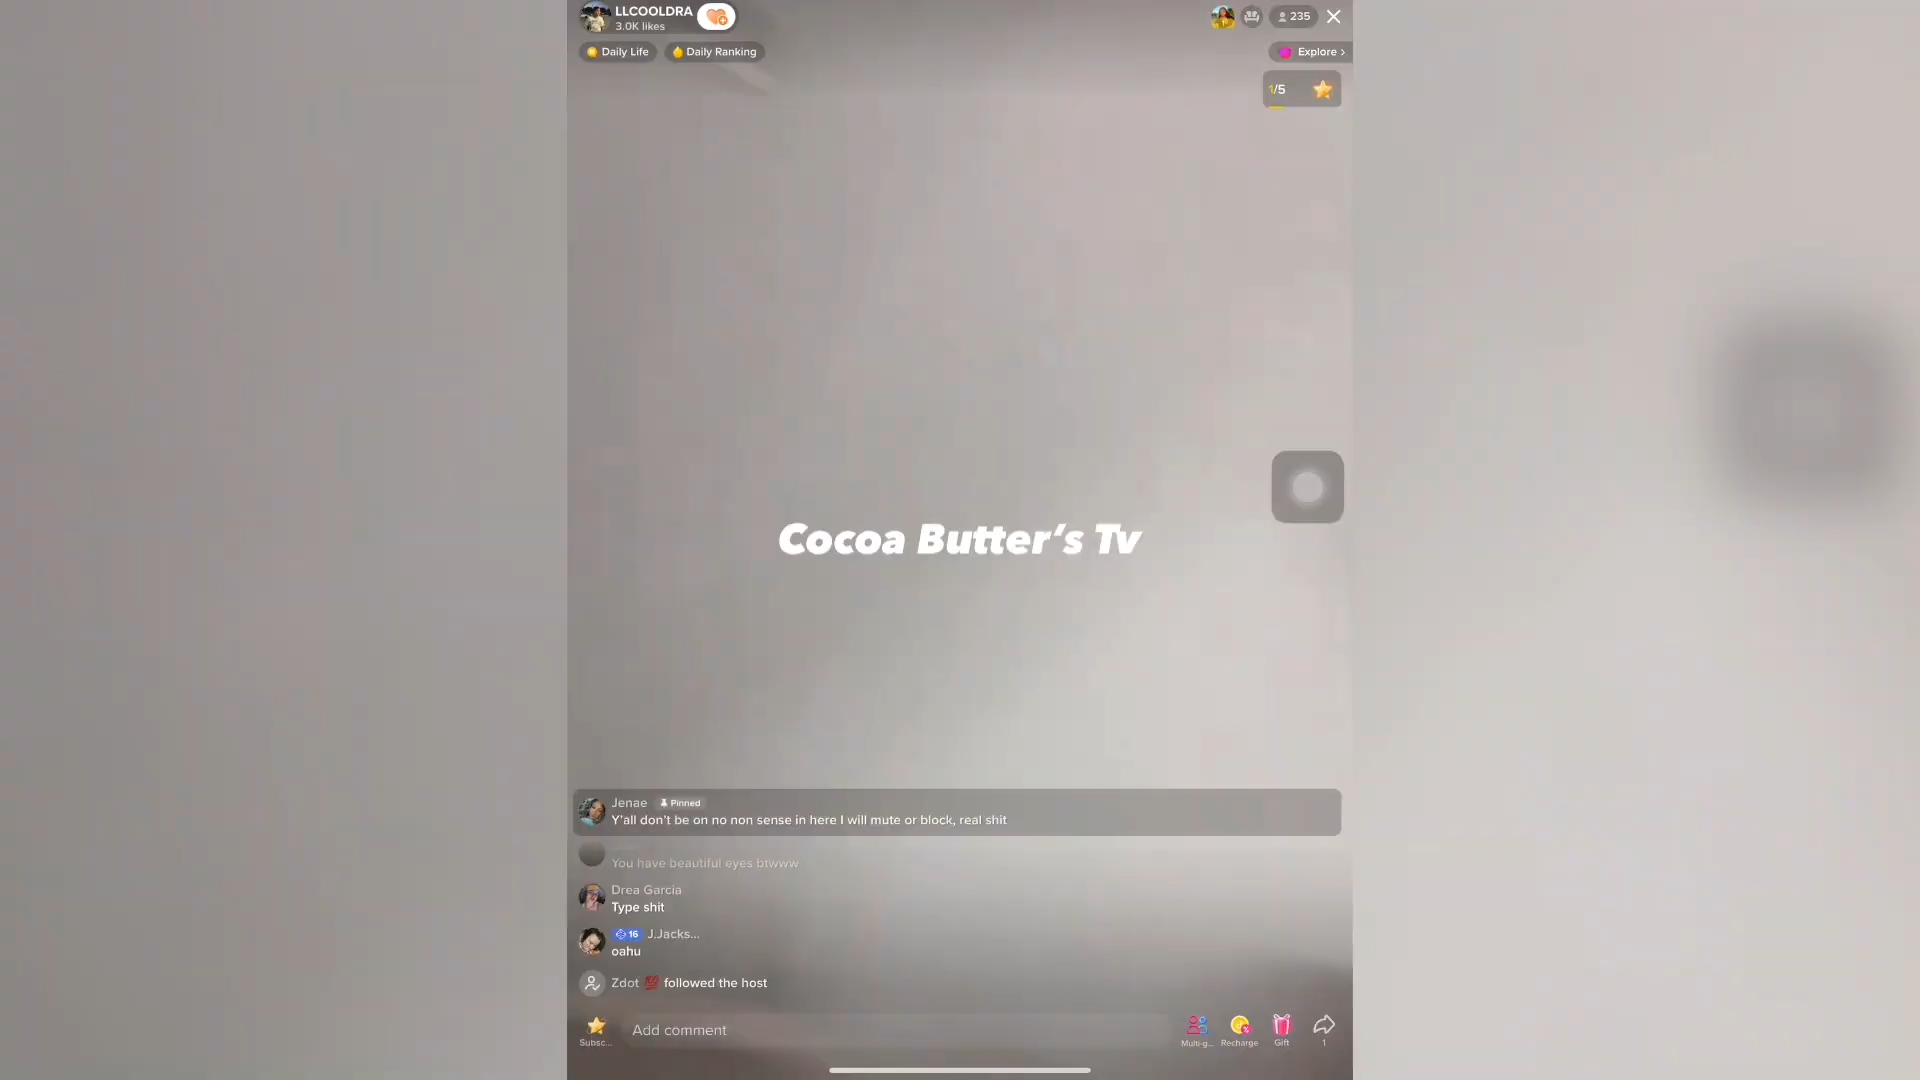 LLCOOLDRA
3.0K likes
235
Daily Life
Daily Ranking
Explore >
1/5
Cocoa Butter's Tv
Jenae Pinned
Y'all don't be on no non sense in here I will mute or block, real shit
You have beautiful eyes btwww
Drea Garcia
Type shit
16 J.Jacks...
oahu
Zdot 💯 followed the host
Add comment
Subsc... Multi-g... Recharge Gift 1